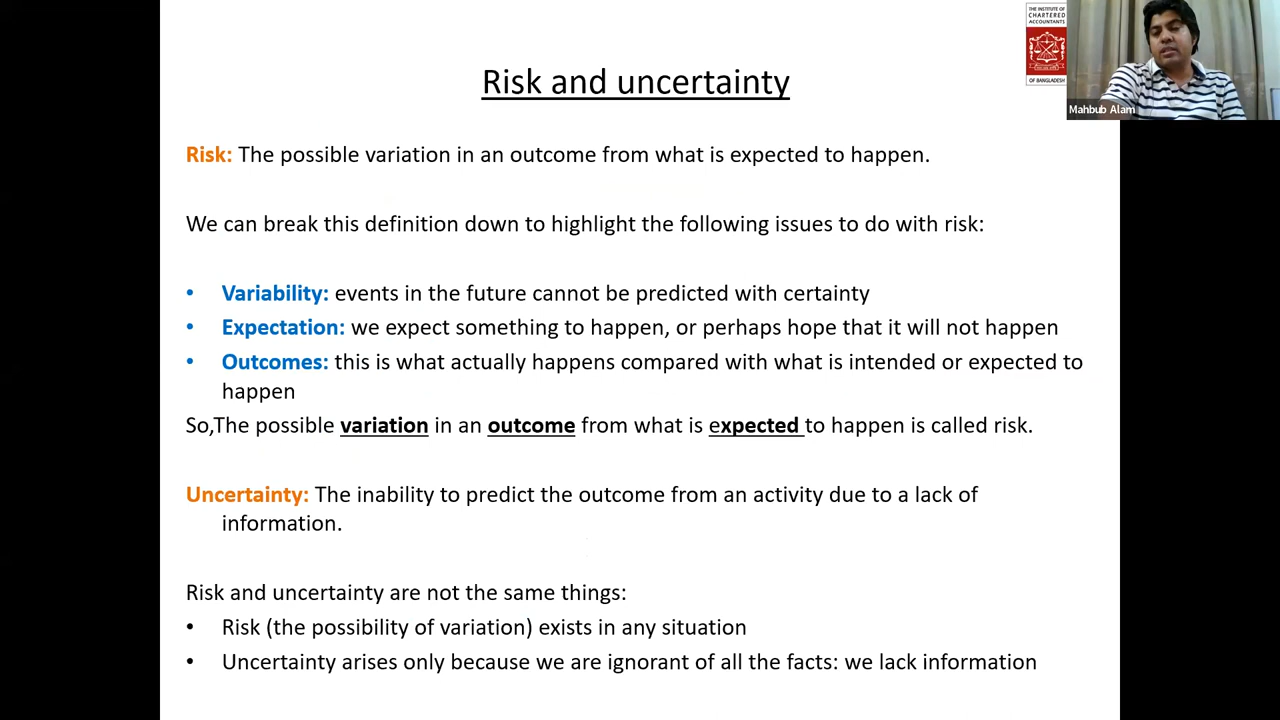 THE INSTITUTE OF
CHARTERED
ACCOUNTANTS
OF BANGLADESH
Mahbub Alam
Risk and uncertainty
Risk: The possible variation in an outcome from what is expected to happen.
We can break this definition down to highlight the following issues to do with risk:
• Variability: events in the future cannot be predicted with certainty
• Expectation: we expect something to happen, or perhaps hope that it will not happen
• Outcomes: this is what actually happens compared with what is intended or expected to
happen
So,The possible variation in an outcome from what is expected to happen is called risk.
Uncertainty: The inability to predict the outcome from an activity due to a lack of
information.
Risk and uncertainty are not the same things:
• Risk (the possibility of variation) exists in any situation
• Uncertainty arises only because we are ignorant of all the facts: we lack information